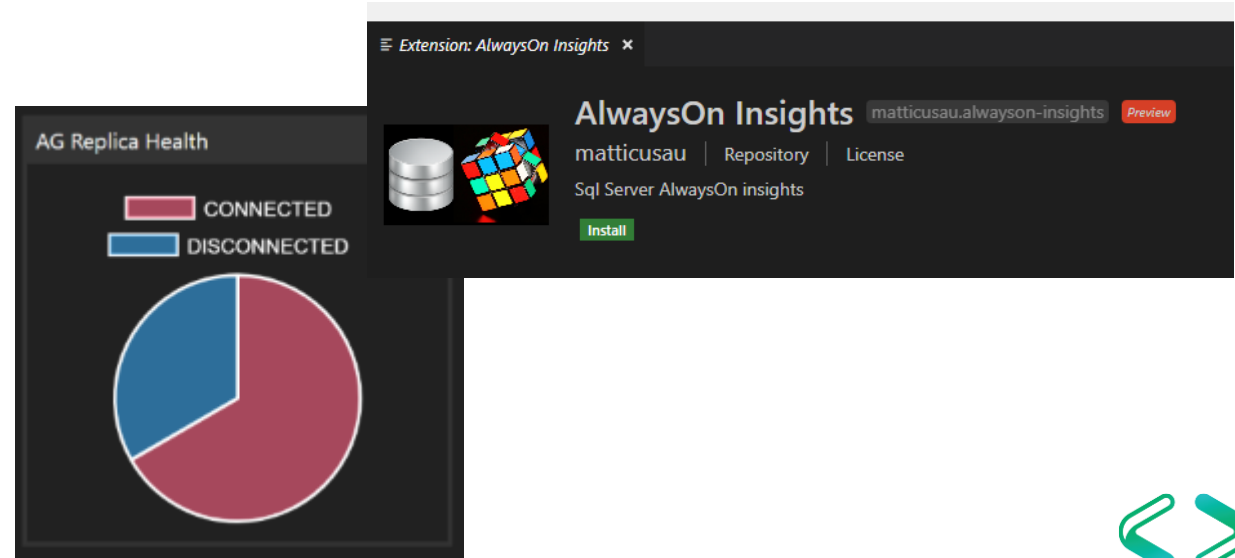 Extension: AlwaysOn Insights
AlwaysOn Insights matticusau.alwayson-insights Preview
matticusau | Repository | License
Sql Server AlwaysOn insights
Install
AG Replica Health
CONNECTED
DISCONNECTED